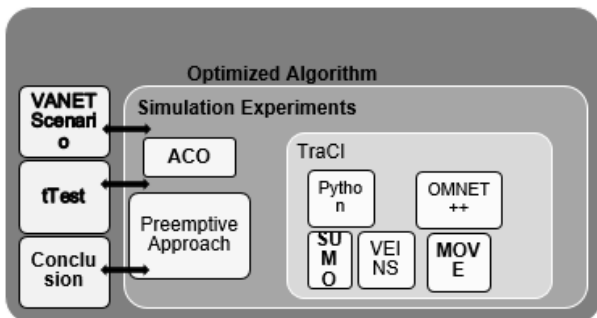 Optimized Algorithm
VANET
Scenari
o
Simulation Experiments
ACO
tTest
Preemptive
Approach
Conclu
sion
TraCI
Pytho
n
OMNET
++
SU
M
O
VEI
NS
MOV
E